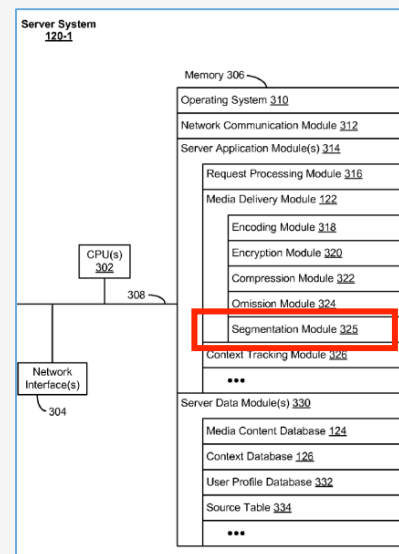 Server System
120-1
Memory 306
Operating System 310
Network Communication Module 312
Server Application Module(s) 314
Request Processing Module 316
Media Delivery Module 122
Encoding Module 318
Encryption Module 320
Compression Module 322
Omission Module 324
Segmentation Module 325
Context Tracking Module 326
•••
Server Data Module(s) 330
Media Content Database 124
Context Database 126
User Profile Database 332
Source Table 334
•••
CPU(s)
302
308
Network
Interface(s)
304